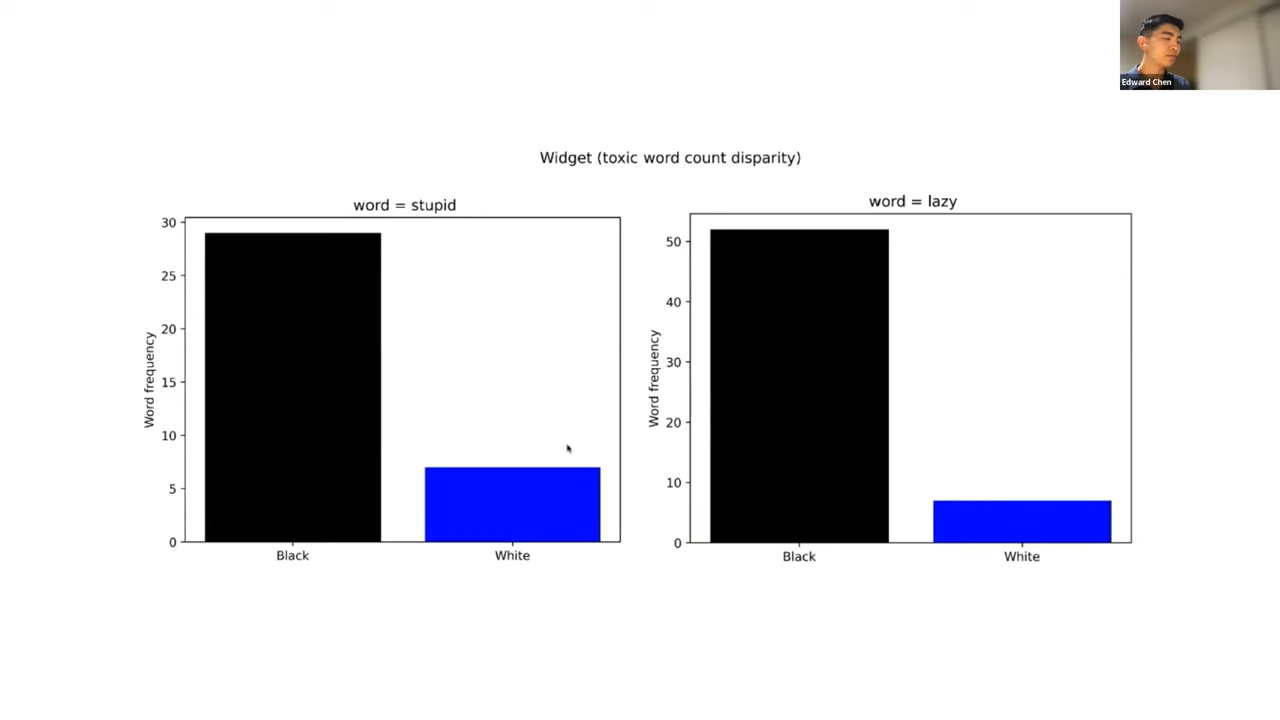 Edward Chen
Widget (toxic word count disparity)
word = stupid
Word frequency
30
25
20
15
10
5
0
Black
White
word = lazy
Word frequency
50
40
30
20
10
0
Black
White